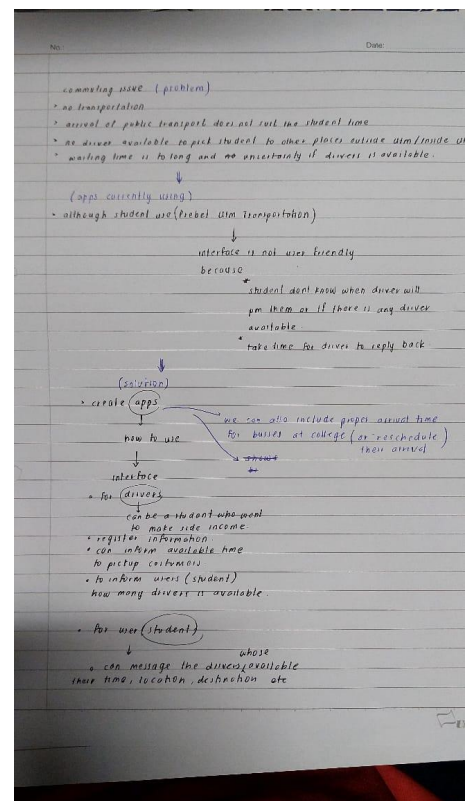 No:
Date:
commuting issue (problem)
• no transportation
• arrival of public transport does not suit the student time
• no driver available to pick student to other places outside utm/inside
• waiting time is to long and no uncertainty if drivers is available.
(apps currently using)
• although student use (Prebet Utm Transportation)
interface is not user friendly
because
• student dont know when driver will
pm them or if there is any driver
available.
• take time for driver to reply back
(solution)
• create apps
we can also include proper arrival time
for busses at college (or reschedule)
their arrival
how to use
shows
interface
• for drivers
can be a student who want
to make side income.
• register information.
• can inform available time
to pickup costumers
• to inform users (student)
how many drivers is available.
• for user (student)
whose
• can message the drivers available
their time, location, destination etc